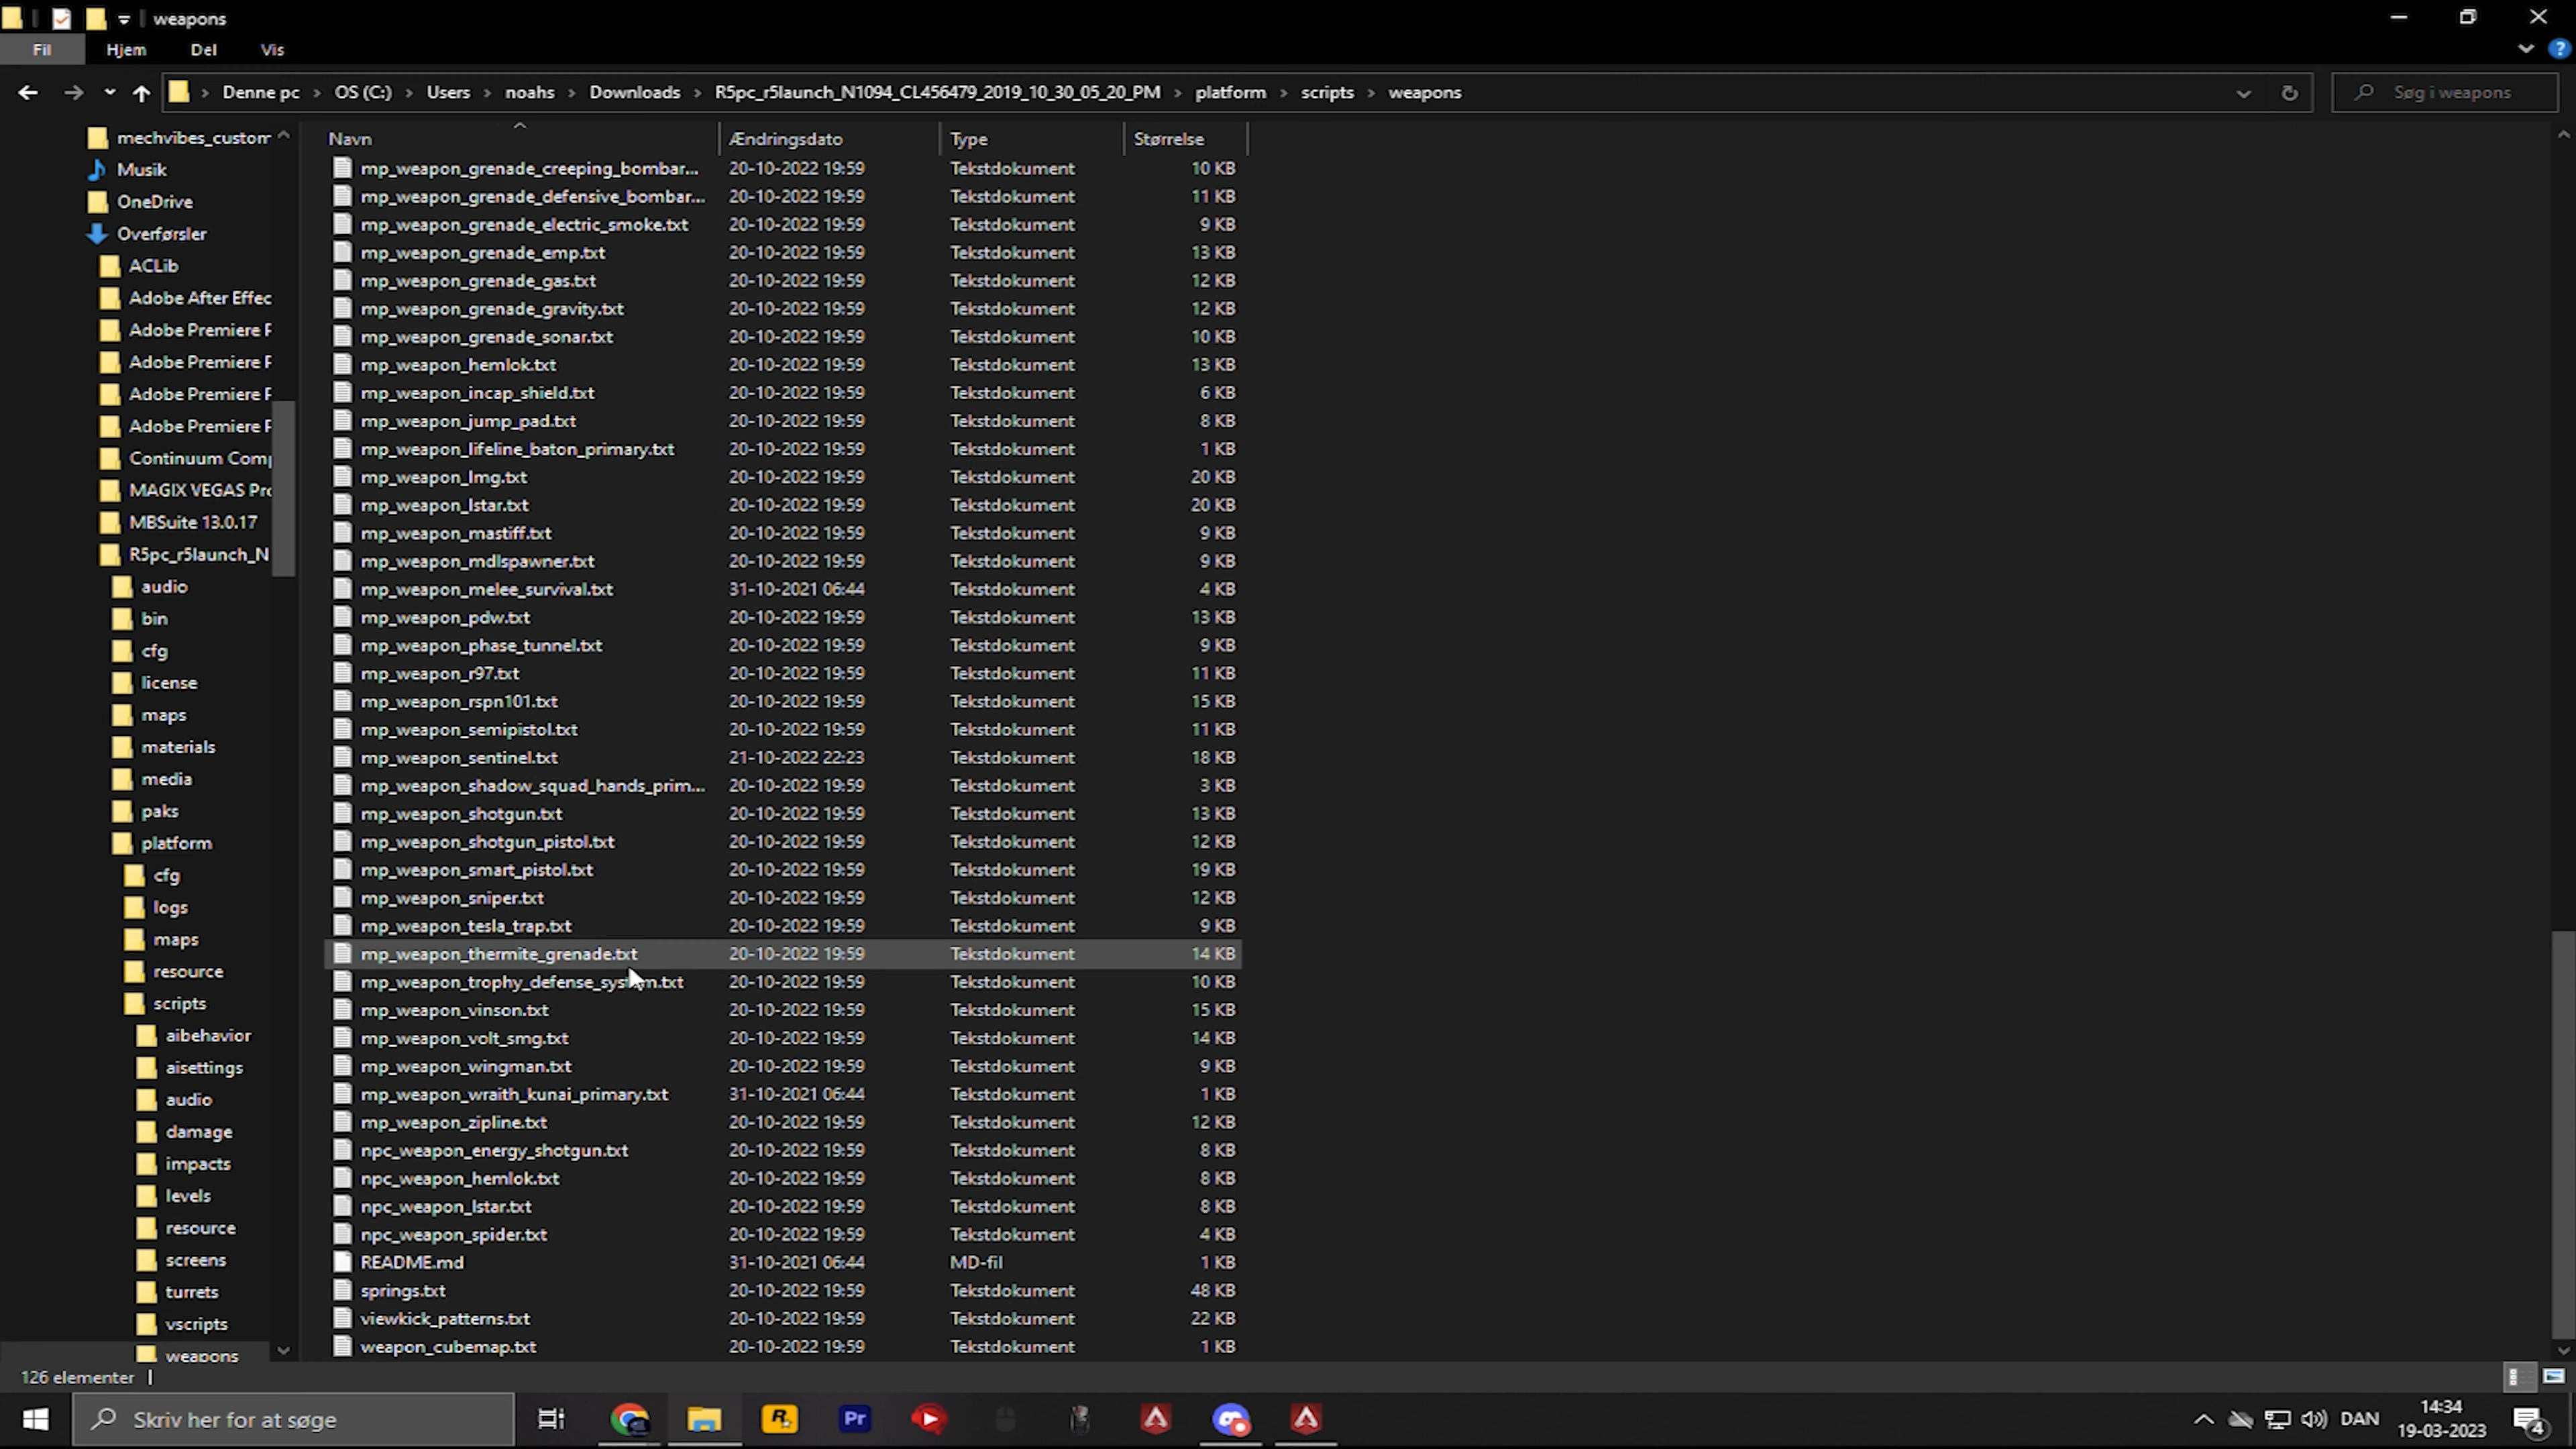 weapons
Fil Hjem Del Vis
Denne pc OS (C:) Users noahs Downloads R5pc_r5launch_N1094_CL456479_2019_10_30_05_20_PM platform scripts weapons Søg i weapons
mechvibes_custom
Musik
OneDrive
Overførsler
ACLib
Adobe After Effec
Adobe Premiere P
Adobe Premiere P
Adobe Premiere P
Adobe Premiere P
Continuum Comp
MAGIX VEGAS Pro
MBSuite 13.0.17
R5pc_r5launch_N
audio
bin
cfg
license
maps
materials
media
paks
platform
cfg
logs
maps
resource
scripts
aibehavior
aisettings
audio
damage
impacts
levels
resource
screens
turrets
vscripts
weapons
Navn Ændringsdato Type Størrelse
mp_weapon_grenade_creeping_bombar... 20-10-2022 19:59 Tekstdokument 10 KB
mp_weapon_grenade_defensive_bombar... 20-10-2022 19:59 Tekstdokument 11 KB
mp_weapon_grenade_electric_smoke.txt 20-10-2022 19:59 Tekstdokument 9 KB
mp_weapon_grenade_emp.txt 20-10-2022 19:59 Tekstdokument 13 KB
mp_weapon_grenade_gas.txt 20-10-2022 19:59 Tekstdokument 12 KB
mp_weapon_grenade_gravity.txt 20-10-2022 19:59 Tekstdokument 12 KB
mp_weapon_grenade_sonar.txt 20-10-2022 19:59 Tekstdokument 10 KB
mp_weapon_hemlok.txt 20-10-2022 19:59 Tekstdokument 13 KB
mp_weapon_incap_shield.txt 20-10-2022 19:59 Tekstdokument 6 KB
mp_weapon_jump_pad.txt 20-10-2022 19:59 Tekstdokument 8 KB
mp_weapon_lifeline_baton_primary.txt 20-10-2022 19:59 Tekstdokument 1 KB
mp_weapon_lmg.txt 20-10-2022 19:59 Tekstdokument 20 KB
mp_weapon_lstar.txt 20-10-2022 19:59 Tekstdokument 20 KB
mp_weapon_mastiff.txt 20-10-2022 19:59 Tekstdokument 9 KB
mp_weapon_mdlspawner.txt 20-10-2022 19:59 Tekstdokument 9 KB
mp_weapon_melee_survival.txt 31-10-2021 06:44 Tekstdokument 4 KB
mp_weapon_pdw.txt 20-10-2022 19:59 Tekstdokument 13 KB
mp_weapon_phase_tunnel.txt 20-10-2022 19:59 Tekstdokument 9 KB
mp_weapon_r97.txt 20-10-2022 19:59 Tekstdokument 11 KB
mp_weapon_rspn101.txt 20-10-2022 19:59 Tekstdokument 15 KB
mp_weapon_semipistol.txt 20-10-2022 19:59 Tekstdokument 11 KB
mp_weapon_sentinel.txt 21-10-2022 22:23 Tekstdokument 18 KB
mp_weapon_shadow_squad_hands_prim... 20-10-2022 19:59 Tekstdokument 3 KB
mp_weapon_shotgun.txt 20-10-2022 19:59 Tekstdokument 13 KB
mp_weapon_shotgun_pistol.txt 20-10-2022 19:59 Tekstdokument 12 KB
mp_weapon_smart_pistol.txt 20-10-2022 19:59 Tekstdokument 19 KB
mp_weapon_sniper.txt 20-10-2022 19:59 Tekstdokument 12 KB
mp_weapon_tesla_trap.txt 20-10-2022 19:59 Tekstdokument 9 KB
mp_weapon_thermite_grenade.txt 20-10-2022 19:59 Tekstdokument 14 KB
mp_weapon_trophy_defense_system.txt 20-10-2022 19:59 Tekstdokument 10 KB
mp_weapon_vinson.txt 20-10-2022 19:59 Tekstdokument 15 KB
mp_weapon_volt_smg.txt 20-10-2022 19:59 Tekstdokument 14 KB
mp_weapon_wingman.txt 20-10-2022 19:59 Tekstdokument 9 KB
mp_weapon_wraith_kunai_primary.txt 31-10-2021 06:44 Tekstdokument 1 KB
mp_weapon_zipline.txt 20-10-2022 19:59 Tekstdokument 12 KB
npc_weapon_energy_shotgun.txt 20-10-2022 19:59 Tekstdokument 8 KB
npc_weapon_hemlok.txt 20-10-2022 19:59 Tekstdokument 8 KB
npc_weapon_lstar.txt 20-10-2022 19:59 Tekstdokument 8 KB
npc_weapon_spider.txt 20-10-2022 19:59 Tekstdokument 4 KB
README.md 31-10-2021 06:44 MD-fil 1 KB
springs.txt 20-10-2022 19:59 Tekstdokument 48 KB
viewkick_patterns.txt 20-10-2022 19:59 Tekstdokument 22 KB
weapon_cubemap.txt 20-10-2022 19:59 Tekstdokument 1 KB
126 elementer
Skriv her for at søge
Pr
DAN
14:34
19-03-2023
4